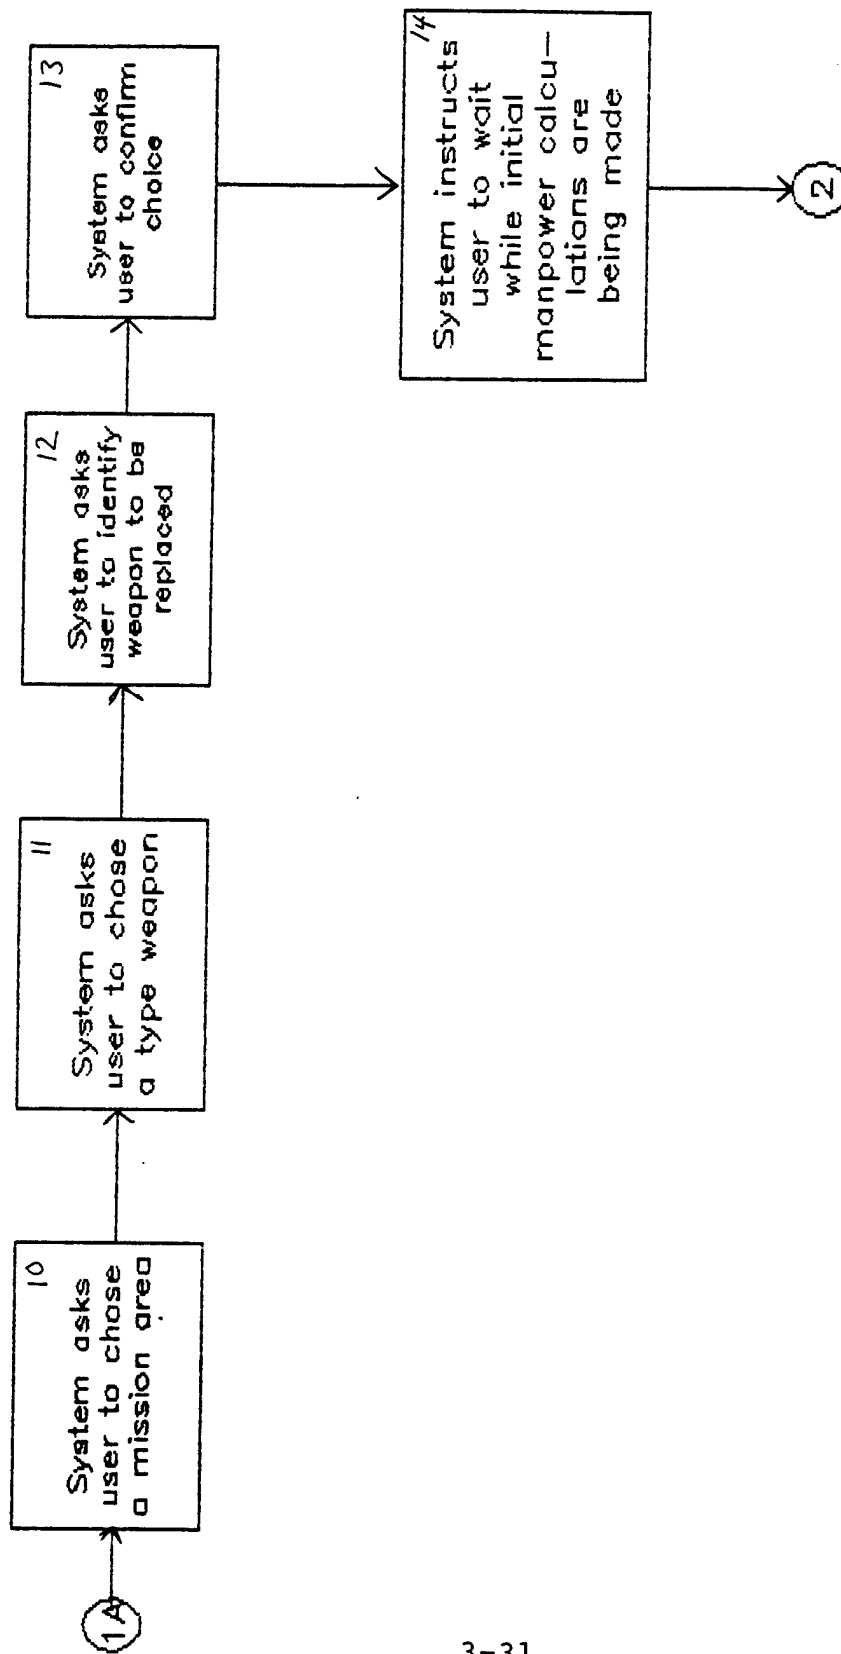 1A
10
System asks
user to chose
a mission area
11
System asks
user to chose
a type weapon
12
System asks
user to identify
weapon to be
replaced
13
System asks
user to confirm
choice
14
System instructs
user to wait
while initial
manpower calcu-
lations are
being made
2
3-31